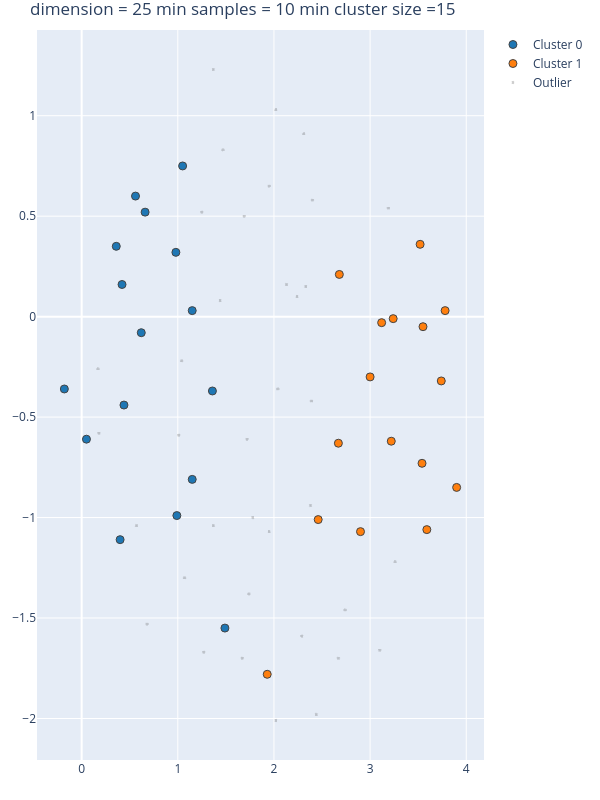 dimension = 25 min samples = 10 min cluster size =15
Cluster 0
Cluster 1
Outlier
1
0.5
0
−0.5
−1
−1.5
−2
0 1 2 3 4